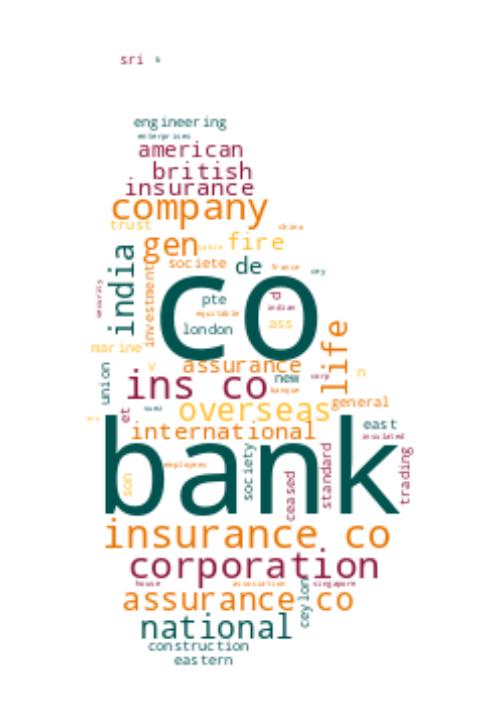 sri
engineering
enterprises
american
british
insurance
company
trust
china
gen
cable
fire
india
societe
de
france
security
investment
co
pte
indian
equitable
london
ass
life
marine
assurance
v
union
ins co
new
corp
n
banque
et
overseas
general
international
east
insulated
bank
employees
son
society
ceased
standard
trading
insurance co
corporation
house
association
singapore
assurance co
ceylon
national
construction
eastern